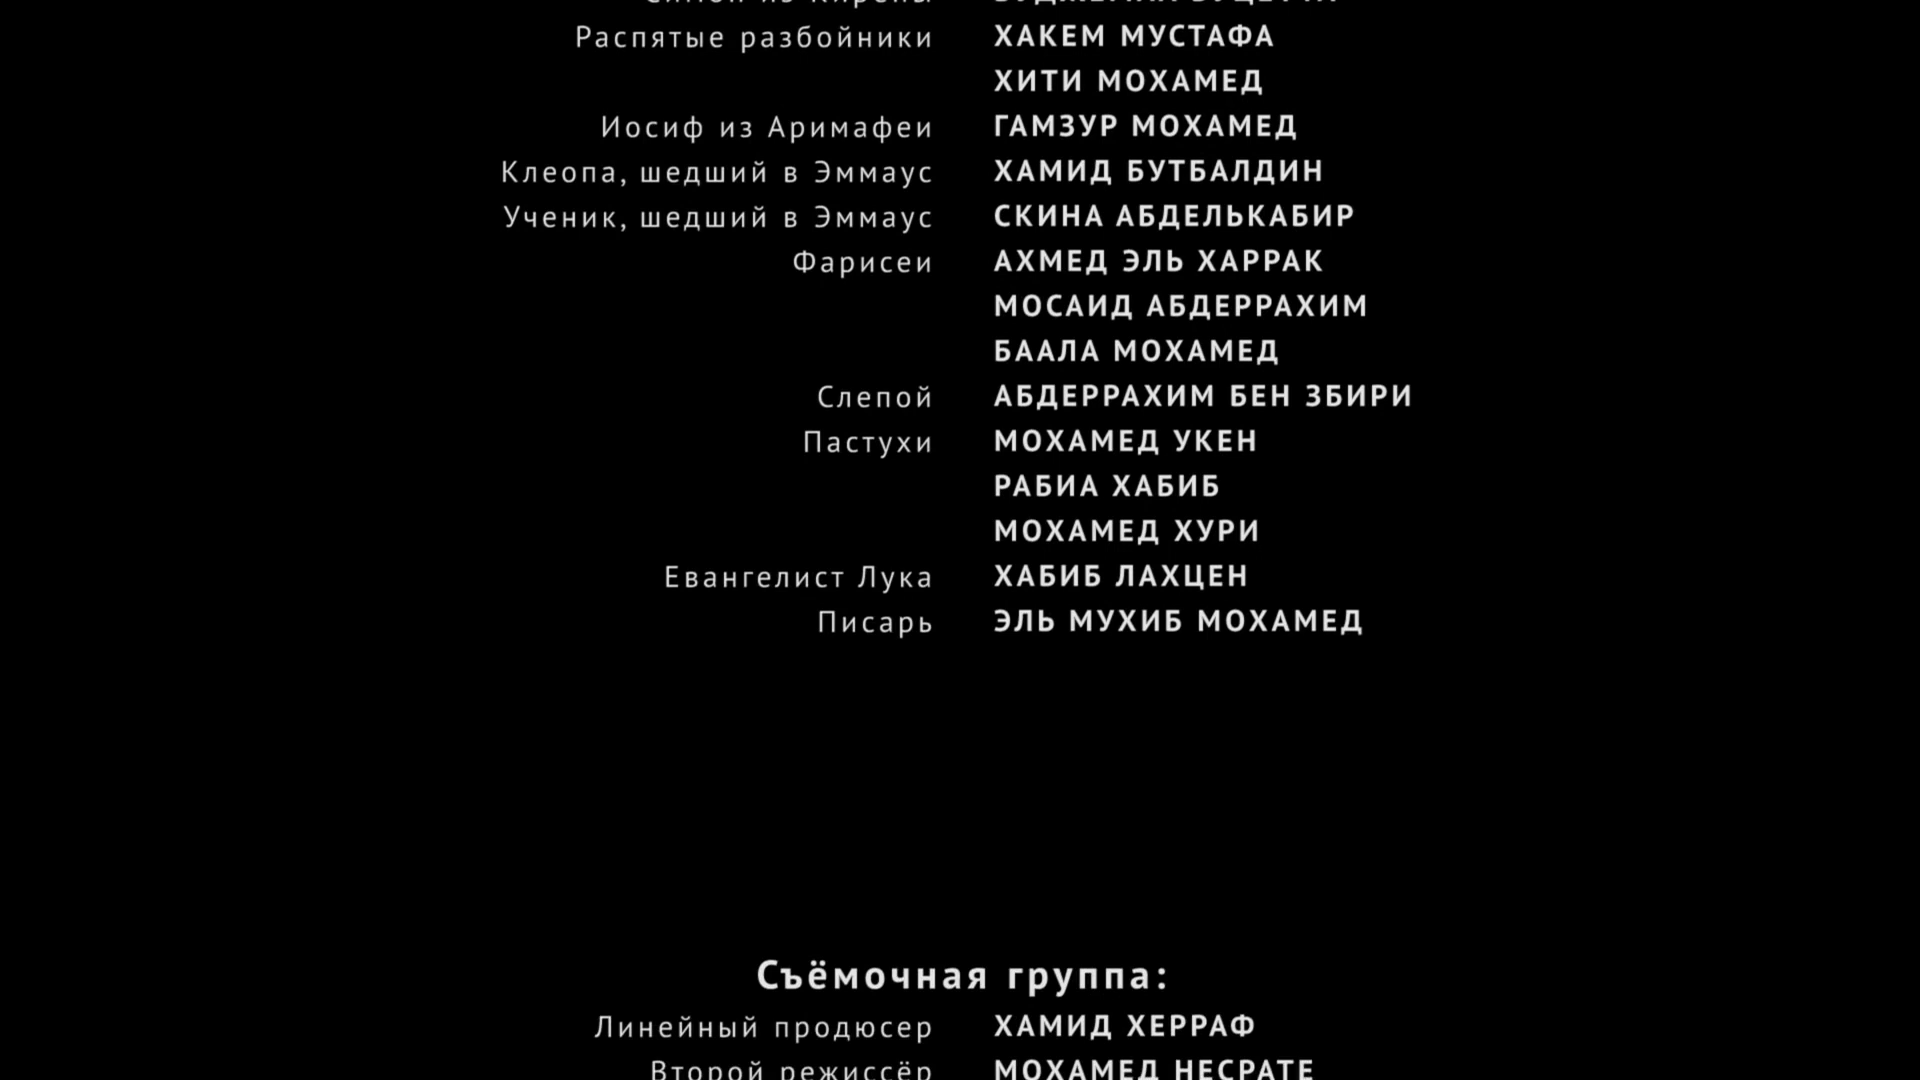 Распятые разбойники ХАКЕМ МУСТАФА
ХИТИ МОХАМЕД
Иосиф из Аримафеи ГАМЗУР МОХАМЕД
Клеопа, шедший в Эммаус ХАМИД БУТБАЛДИН
Ученик, шедший в Эммаус СКИНА АБДЕЛЬКАБИР
Фарисеи АХМЕД ЭЛЬ ХАРРАК
МОСАИД АБДЕРРАХИМ
БААЛА МОХАМЕД
Слепой АБДЕРРАХИМ БЕН ЗБИРИ
Пастухи МОХАМЕД УКЕН
РАБИА ХАБИБ
МОХАМЕД ХУРИ
Евангелист Лука ХАБИБ ЛАХЦЕН
Писарь ЭЛЬ МУХИБ МОХАМЕД
Съёмочная группа:
Линейный продюсер ХАМИД ХЕРРАФ
Второй режиссёр МОХАМЕД НЕСРАТЕ